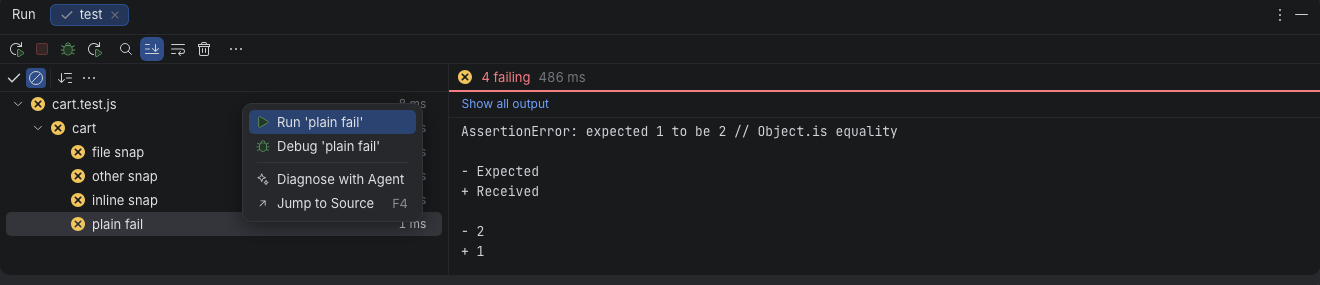 Run
test
4 failing 486 ms
cart.test.js
Show all output
Run 'plain fail'
cart
AssertionError: expected 1 to be 2 // Object.is equality
Debug 'plain fail'
file snap
- Expected
other snap
Diagnose with Agent
+ Received
inline snap
Jump to Source F4
plain fail
1 ms
- 2
+ 1